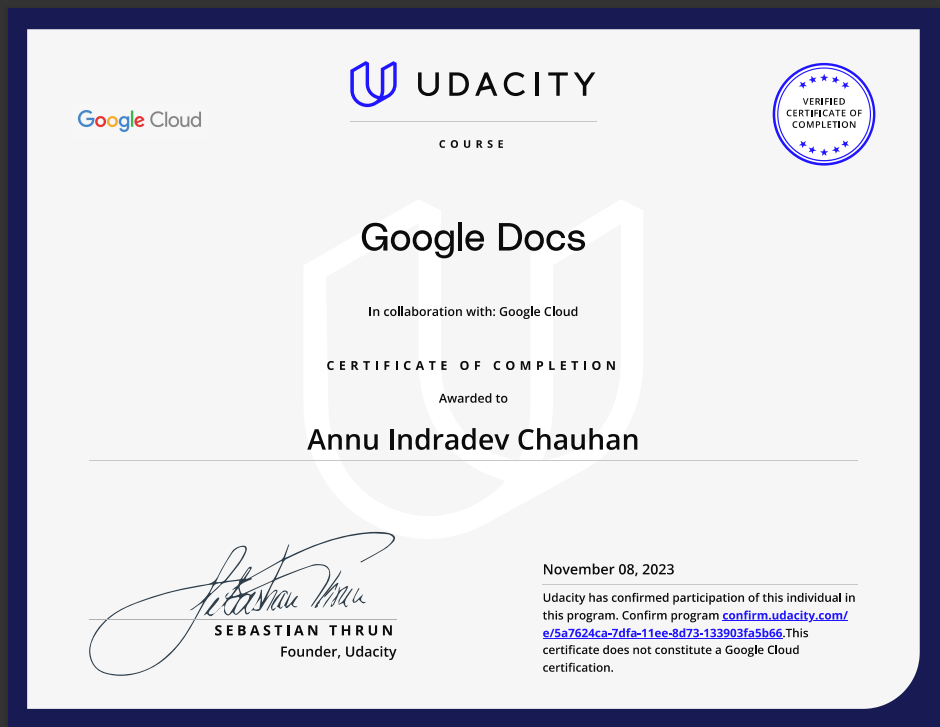 UDACITY
Google Cloud
VERIFIED
CERTIFICATE OF
COMPLETION
COURSE
Google Docs
In collaboration with: Google Cloud
CERTIFICATE OF COMPLETION
Awarded to
Annu Indradev Chauhan
Sebastian Thrun
SEBASTIAN THRUN
Founder, Udacity
November 08, 2023
Udacity has confirmed participation of this individual in
this program. Confirm program confirm.udacity.com/
e/5a7624ca-7dfa-11ee-8d73-133903fa5b66.This
certificate does not constitute a Google Cloud
certification.